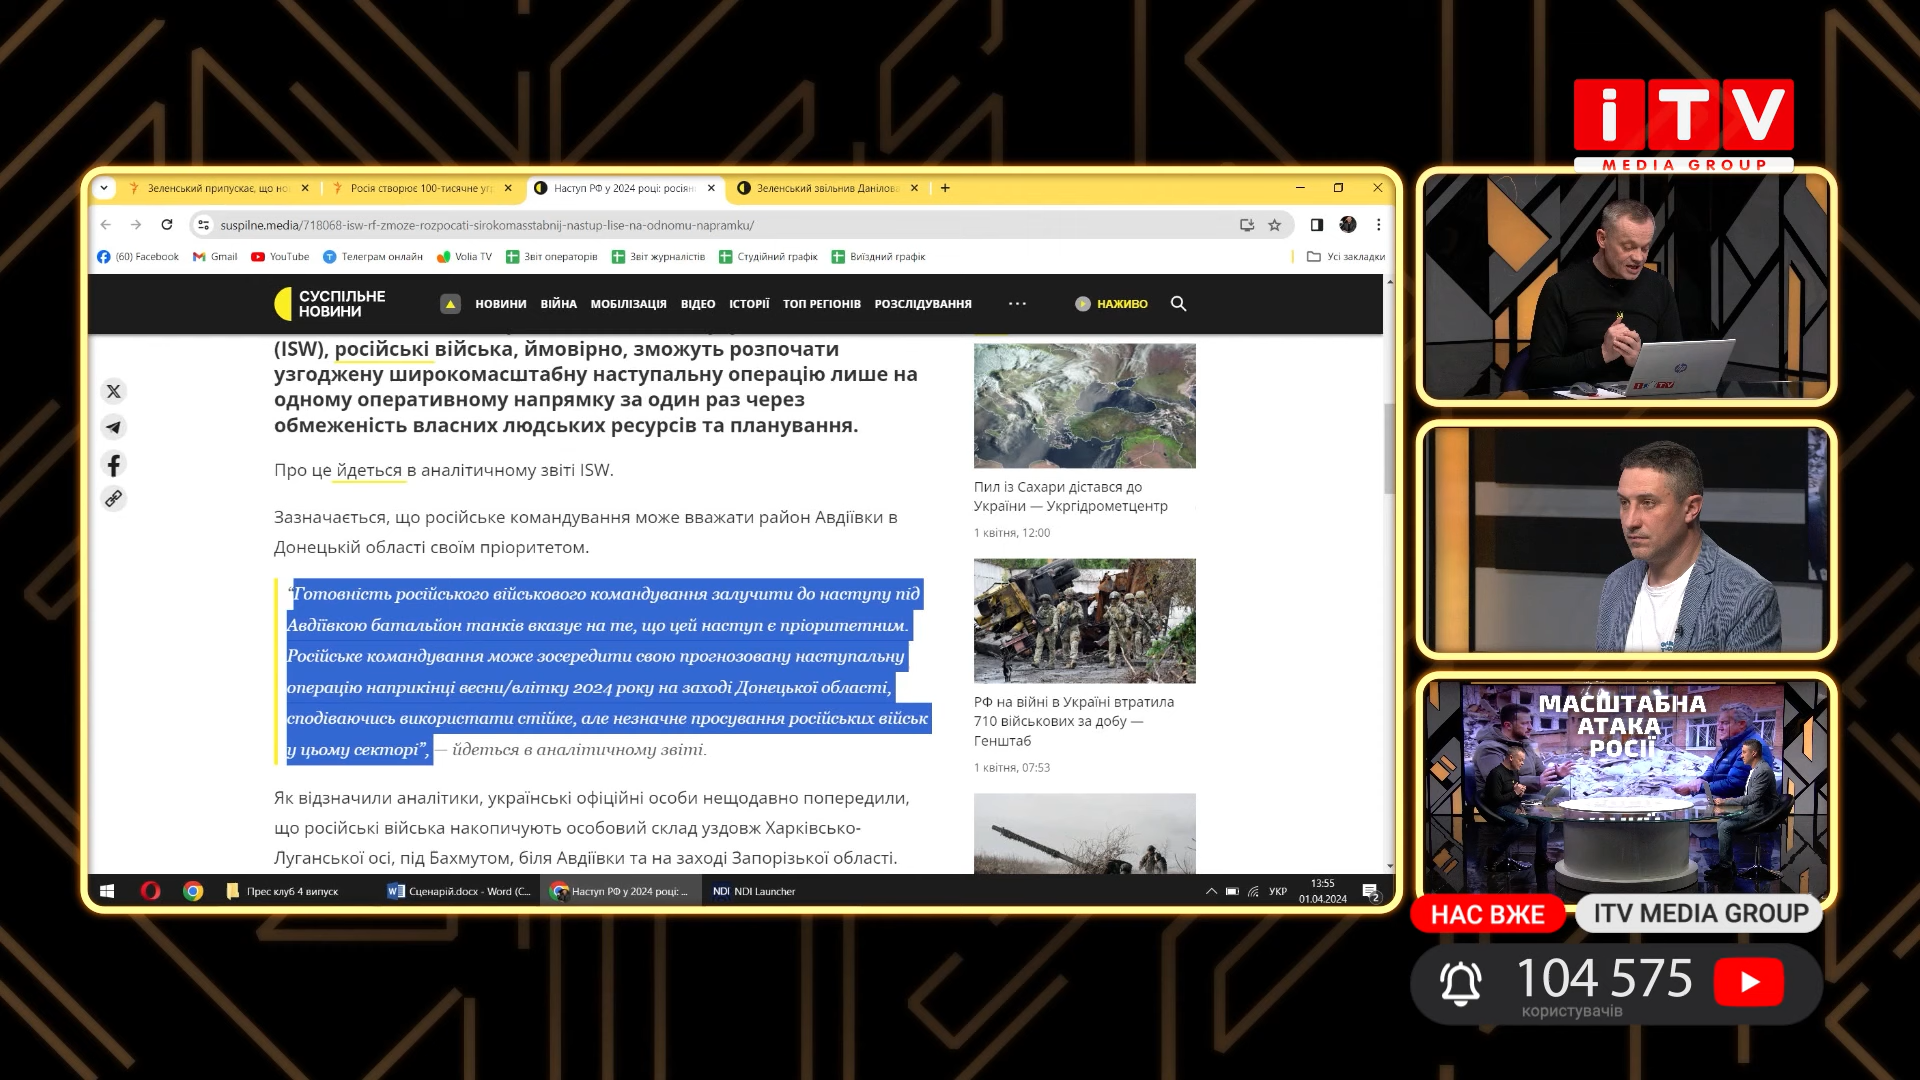 iTV
MEDIA GROUP
Зеленський припускає, що но
Росія створює 100-тисячне уг
Наступ РФ у 2024 році: росіян
Зеленський звільнив Данілова
suspilne.media/718068-isw-rf-zmoze-rozpocati-sirokomasstabnij-nastup-lise-na-odnomu-napramku/
(60) Facebook
Gmail
YouTube
Телеграм онлайн
Volia TV
Звіт операторів
Звіт журналістів
Студійний графік
Виїздний графік
Усі закладки
СУСПІЛЬНЕ
НОВИНИ
НОВИНИ ВІЙНА МОБІЛІЗАЦІЯ ВІДЕО ІСТОРІЇ ТОП РЕГІОНІВ РОЗСЛІДУВАННЯ ··· НАЖИВО
(ISW), російські війська, ймовірно, зможуть розпочати
узгоджену широкомасштабну наступальну операцію лише на
одному оперативному напрямку за один раз через
обмеженість власних людських ресурсів та планування.
Про це йдеться в аналітичному звіті ISW.
Зазначається, що російське командування може вважати район Авдіївки в
Донецькій області своїм пріоритетом.
“Готовність російського військового командування залучити до наступу під
Авдіївкою батальйон танків вказує на те, що цей наступ є пріоритетним.
Російське командування може зосередити свою прогнозовану наступальну
операцію наприкінці весни/влітку 2024 року на заході Донецької області,
сподіваючись використати стійке, але незначне просування російських військ
у цьому секторі”, — йдеться в аналітичному звіті.
Як відзначили аналітики, українські офіційні особи нещодавно попередили,
що російські війська накопичують особовий склад уздовж Харківсько-
Луганської осі, під Бахмутом, біля Авдіївки та на заході Запорізької області.
Пил із Сахари дістався до
України — Укргідрометцентр
1 квітня, 12:00
РФ на війні в Україні втратила
710 військових за добу —
Генштаб
1 квітня, 07:53
Прес клуб 4 випуск
Сценарій.docx - Word (С...
Наступ РФ у 2024 році: ...
NDI NDI Launcher
УКР
13:55
01.04.2024
2
hp
МАСШТАБНА
АТАКА
РОСІЇ
НАС ВЖЕ
ITV MEDIA GROUP
104 575
користувачів